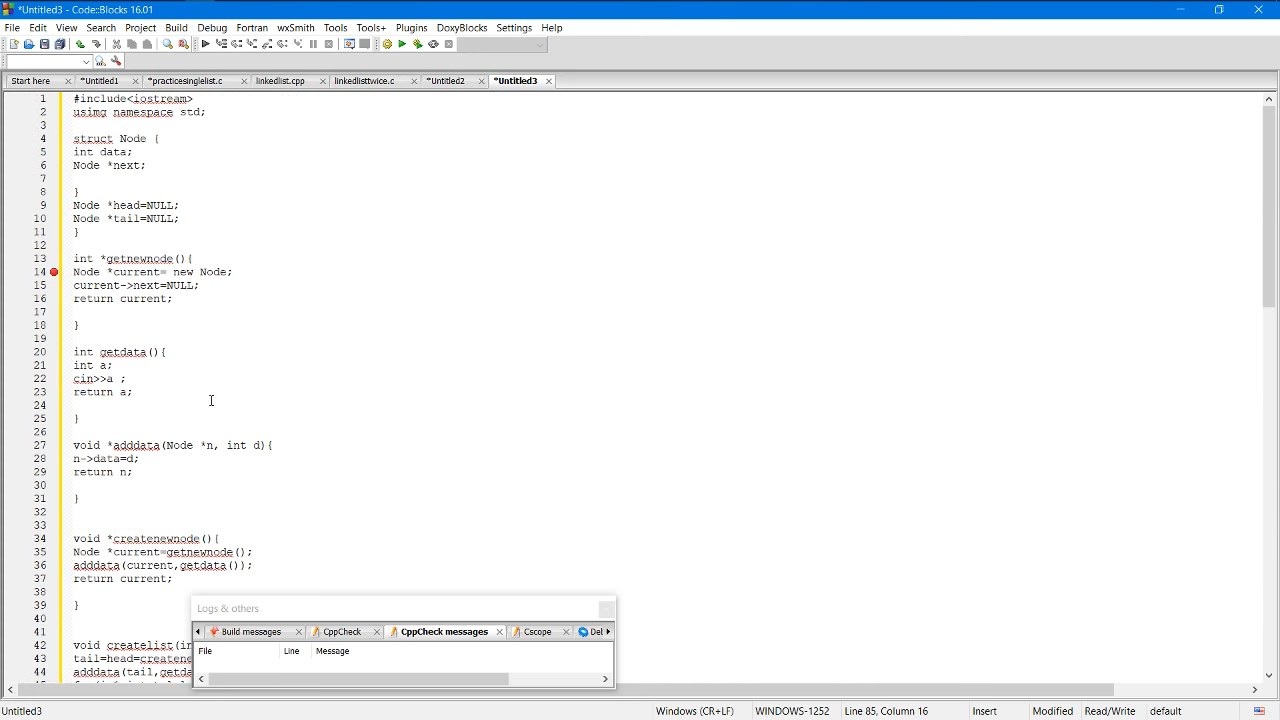 *Untitled3 - Code::Blocks 16.01
File Edit View Search Project Build Debug Fortran wxSmith Tools Tools+ Plugins DoxyBlocks Settings Help
Start here *Untitled1 *practicesinglelist.c linkedlist.cpp linkedlisttwice.c *Untitled2 *Untitled3
1 #include<iostream>
2 usimg namespace std;
3
4 struct Node {
5 int data;
6 Node *next;
7
8 }
9 Node *head=NULL;
10 Node *tail=NULL;
11 }
12
13 int *getnewnode(){
14 Node *current= new Node;
15 current->next=NULL;
16 return current;
17
18 }
19
20 int getdata(){
21 int a;
22 cin>>a ;
23 return a;
24
25 }
26
27 void *adddata(Node *n, int d){
28 n->data=d;
29 return n;
30
31 }
32
33
34 void *createnewnode(){
35 Node *current=getnewnode();
36 adddata(current,getdata());
37 return current;
38
39 }
40
41
42 void createlist(in
43 tail=head=createne
44 adddata(tail,getda
Logs & others
Build messages CppCheck CppCheck messages Cscope Del
File Line Message
Untitled3 Windows (CR+LF) WINDOWS-1252 Line 85, Column 16 Insert Modified Read/Write default